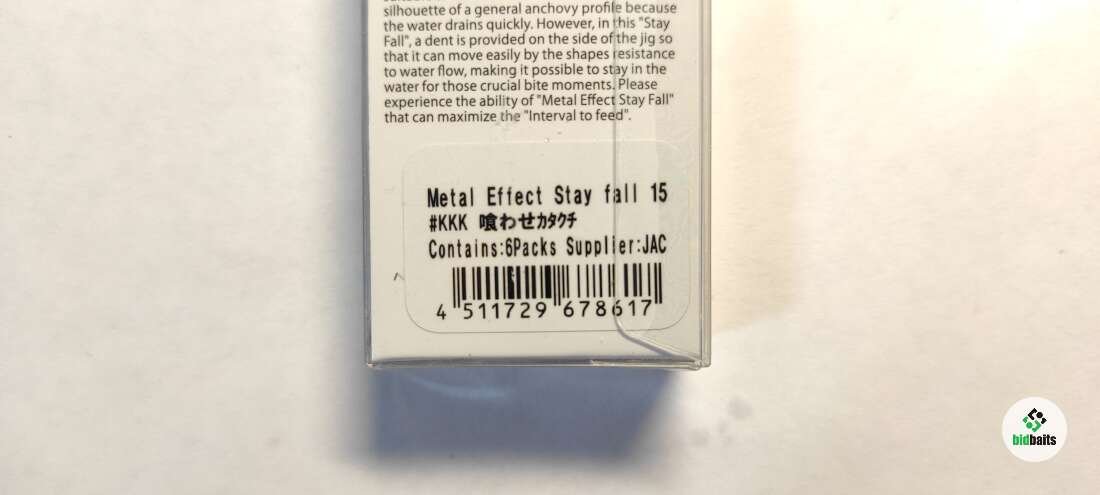 silhouette of a general anchovy profile because
the water drains quickly. However, in this "Stay
Fall", a dent is provided on the side of the jig so
that it can move easily by the shapes resistance
to water flow, making it possible to stay in the
water for those crucial bite moments. Please
experience the ability of "Metal Effect Stay Fall"
that can maximize the "Interval to feed".
Metal Effect Stay fall 15
#KKK 喰わせカタクチ
Contains:6Packs Supplier:JAC
4 511729 678617
bidbaits